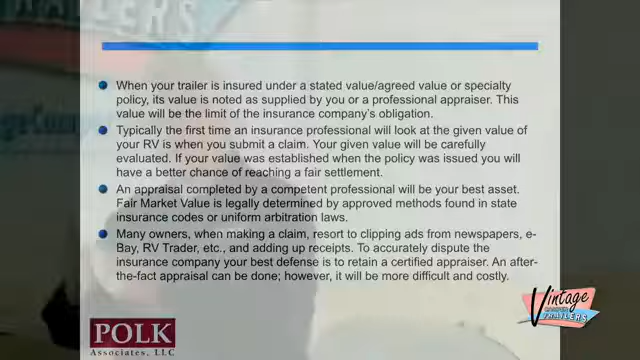 When your trailer is insured under a stated value/agreed value or specialty
policy, its value is noted as supplied by you or a professional appraiser. This
value will be the limit of the insurance company's obligation.
Typically the first time an insurance professional will look at the given value of
your RV is when you submit a claim. Your given value will be carefully
evaluated. If your value was established when the policy was issued you will
have a better chance of reaching a fair settlement.
An appraisal completed by a competent professional will be your best asset.
Fair Market Value is legally determined by approved methods found in state
insurance codes or uniform arbitration laws.
Many owners, when making a claim, resort to clipping ads from newspapers, e-
Bay, RV Trader, etc., and adding up receipts. To accurately dispute the
insurance company your best defense is to retain a certified appraiser. An after-
the-fact appraisal can be done; however, it will be more difficult and costly.
POLK
Associates, LLC
Vintage
TRAILERS